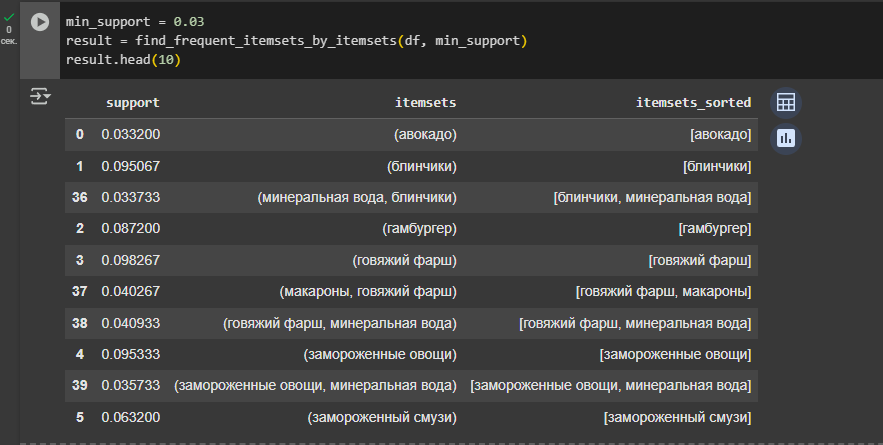 0
сек.
min_support = 0.03
result = find_frequent_itemsets_by_itemsets(df, min_support)
result.head(10)
support itemsets itemsets_sorted
0 0.033200 (авокадо) [авокадо]
1 0.095067 (блинчики) [блинчики]
36 0.033733 (минеральная вода, блинчики) [блинчики, минеральная вода]
2 0.087200 (гамбургер) [гамбургер]
3 0.098267 (говяжий фарш) [говяжий фарш]
37 0.040267 (макароны, говяжий фарш) [говяжий фарш, макароны]
38 0.040933 (говяжий фарш, минеральная вода) [говяжий фарш, минеральная вода]
4 0.095333 (замороженные овощи) [замороженные овощи]
39 0.035733 (замороженные овощи, минеральная вода) [замороженные овощи, минеральная вода]
5 0.063200 (замороженный смузи) [замороженный смузи]